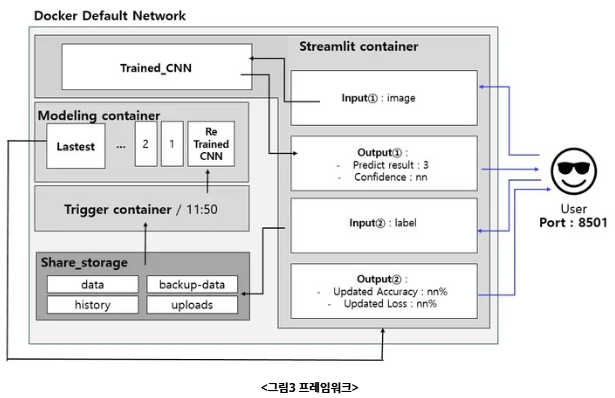 Docker Default Network
Streamlit container
Trained_CNN
Input① : image
Modeling container
Lastest
...
2
1
Re
Trained
CNN
Output① :
- Predict result : 3
- Confidence : nn
Trigger container / 11:50
Input② : label
Share_storage
data
backup-data
history
uploads
Output② :
- Updated Accuracy : nn%
- Updated Loss : nn%
User
Port : 8501
<그림3 프레임워크>